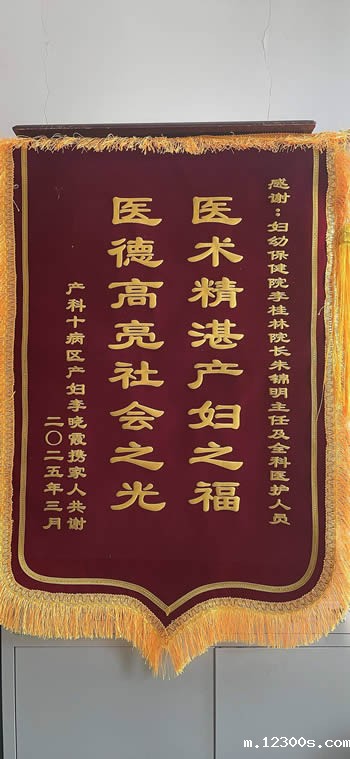 感谢：妇幼保健院李桂林院长朱锦明主任及全科医护人员
医术精湛产妇之福
医德高亮社会之光
产科十病区产妇李晓霞携家人共谢
二〇二五年三月
m.12300s.com